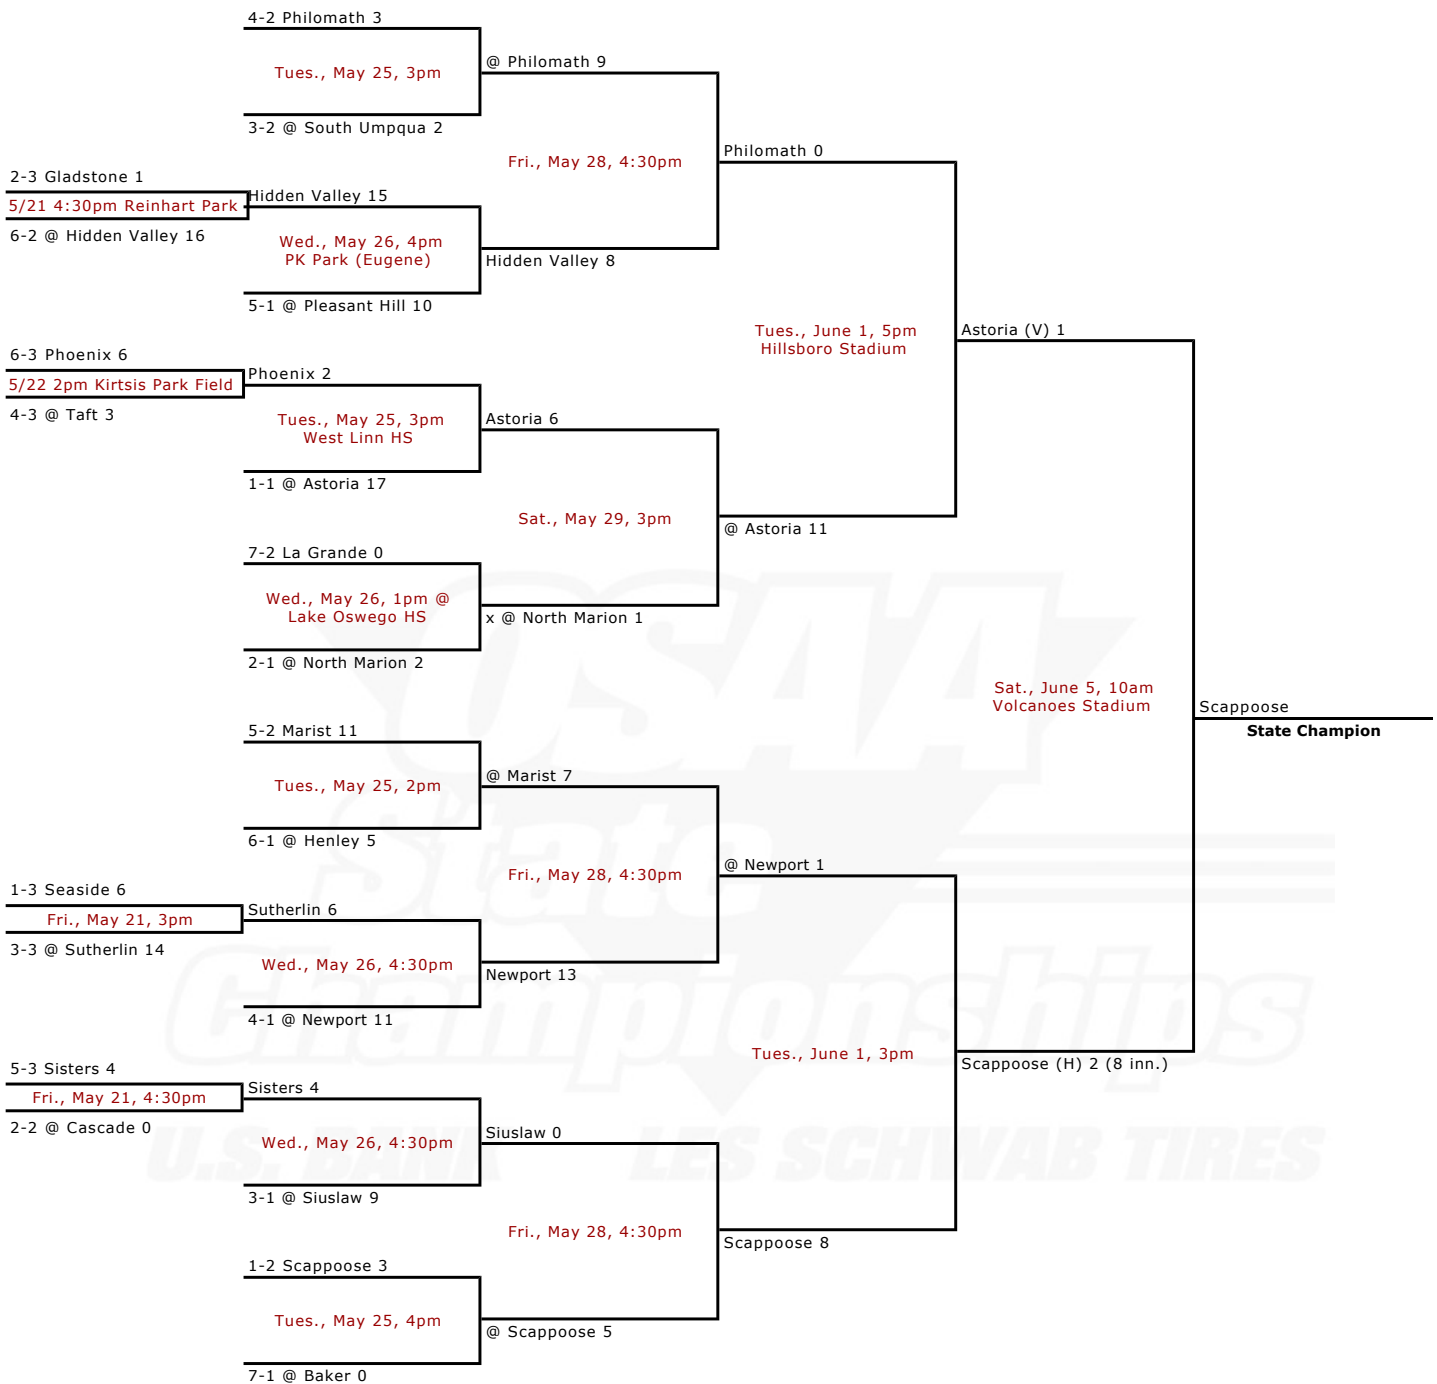 4-2 Philomath 3
Tues., May 25, 3pm
@ Philomath 9
3-2 @ South Umpqua 2
Fri., May 28, 4:30pm
Philomath 0
2-3 Gladstone 1
5/21 4:30pm Reinhart Park
Hidden Valley 15
6-2 @ Hidden Valley 16
Wed., May 26, 4pm
PK Park (Eugene)
Hidden Valley 8
5-1 @ Pleasant Hill 10
Tues., June 1, 5pm
Hillsboro Stadium
Astoria (V) 1
6-3 Phoenix 6
5/22 2pm Kirtsis Park Field
Phoenix 2
4-3 @ Taft 3
Tues., May 25, 3pm
West Linn HS
Astoria 6
1-1 @ Astoria 17
Sat., May 29, 3pm
@ Astoria 11
7-2 La Grande 0
Wed., May 26, 1pm @
Lake Oswego HS
x @ North Marion 1
2-1 @ North Marion 2
Sat., June 5, 10am
Volcanoes Stadium
Scappoose
State Champion
5-2 Marist 11
Tues., May 25, 2pm
@ Marist 7
6-1 @ Henley 5
Fri., May 28, 4:30pm
@ Newport 1
1-3 Seaside 6
Fri., May 21, 3pm
Sutherlin 6
3-3 @ Sutherlin 14
Wed., May 26, 4:30pm
Newport 13
4-1 @ Newport 11
Tues., June 1, 3pm
Scappoose (H) 2 (8 inn.)
5-3 Sisters 4
Fri., May 21, 4:30pm
Sisters 4
2-2 @ Cascade 0
Wed., May 26, 4:30pm
Siuslaw 0
3-1 @ Siuslaw 9
Fri., May 28, 4:30pm
Scappoose 8
1-2 Scappoose 3
Tues., May 25, 4pm
@ Scappoose 5
7-1 @ Baker 0
OSAA
State
Championships
U.S. BANK LES SCHWAB TIRES